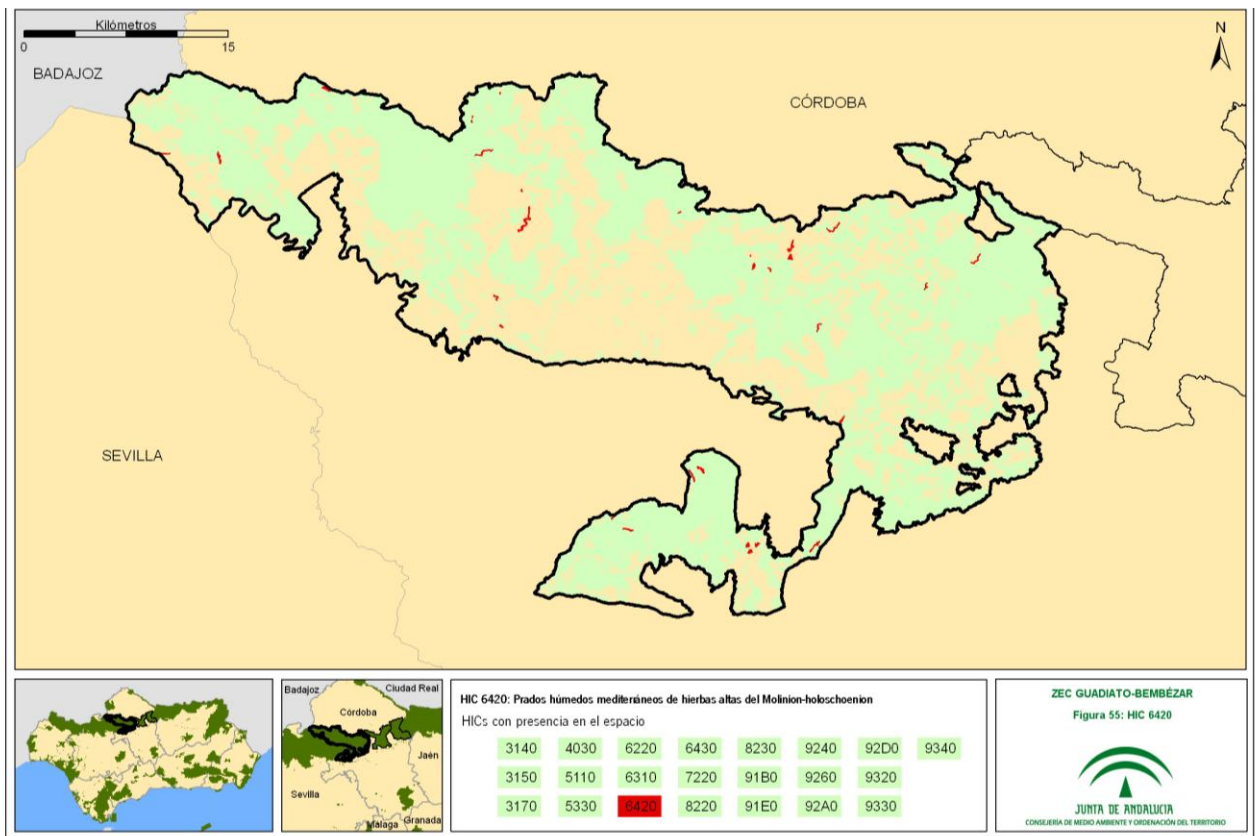 Kilómetros
0 15
N
BADAJOZ
CÓRDOBA
SEVILLA
Badajoz
Ciudad Real
Córdoba
Jaén
Sevilla
Málaga
Granada
HIC 6420: Prados húmedos mediteráneos de hierbas altas del Molinion-holoschoenion
HICs con presencia en el espacio
3140 4030 6220 6430 8230 9240 92D0 9340
3150 5110 6310 7220 91B0 9260 9320
3170 5330 6420 8220 91E0 92A0 9330
ZEC GUADIATO-BEMBÉZAR
Figura 55: HIC 6420
JUNTA DE ANDALUCIA
CONSEJERÍA DE MEDIO AMBIENTE Y ORDENACIÓN DEL TERRITORIO